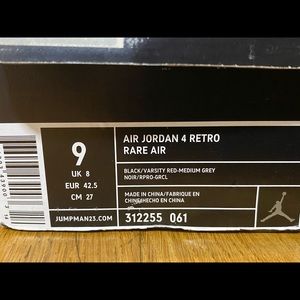 9
UK 8
EUR 42.5
CM 27
JUMPMAN23.COM
AIR JORDAN 4 RETRO
RARE AIR
BLACK/VARSITY RED-MEDIUM GREY
NOIR/RPRO-GRCL
MADE IN CHINA/FABRIQUE EN
CHINE/HECHO EN CHINA
312255 061